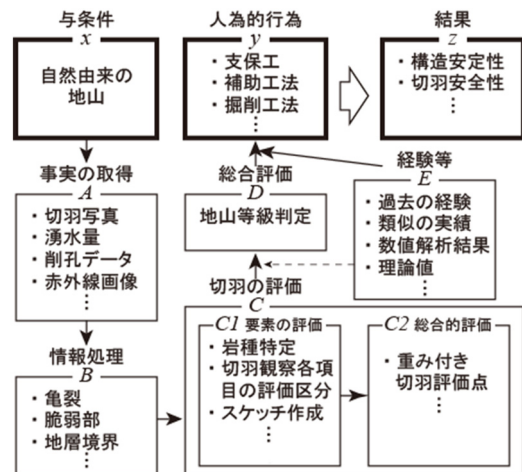 与条件
x
自然由来の
地山
人為的行為
y
・支保工
・補助工法
・掘削工法
⋮
結果
z
・構造安定性
・切羽安全性
⋮
事実の取得
A
・切羽写真
・湧水量
・削孔データ
・赤外線画像
⋮
総合評価
D
地山等級判定
経験等
E
・過去の経験
・類似の実績
・数値解析結果
・理論値
⋮
情報処理
B
・亀裂
・脆弱部
・地層境界
⋮
切羽の評価
C
C1 要素の評価
・岩種特定
・切羽観察各項
目の評価区分
・スケッチ作成
⋮
C2 総合的評価
・重み付き
切羽評価点
⋮